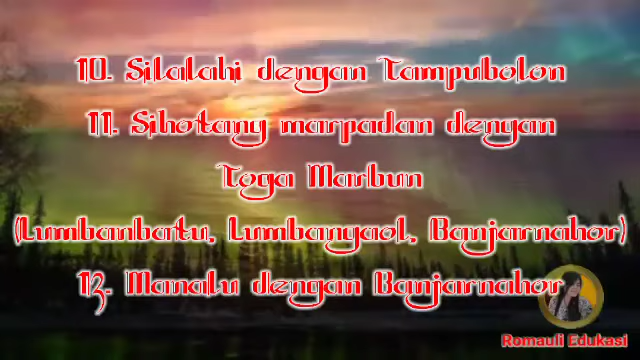 10. Silalahi dengan Tampubolon
11. Sihotang marpadan dengan
Toga Marbun
(Lumbanbatu, Lumbangaol, Banjarnahor)
12. Manalu dengan Banjarnahor
Romauli Edukasi